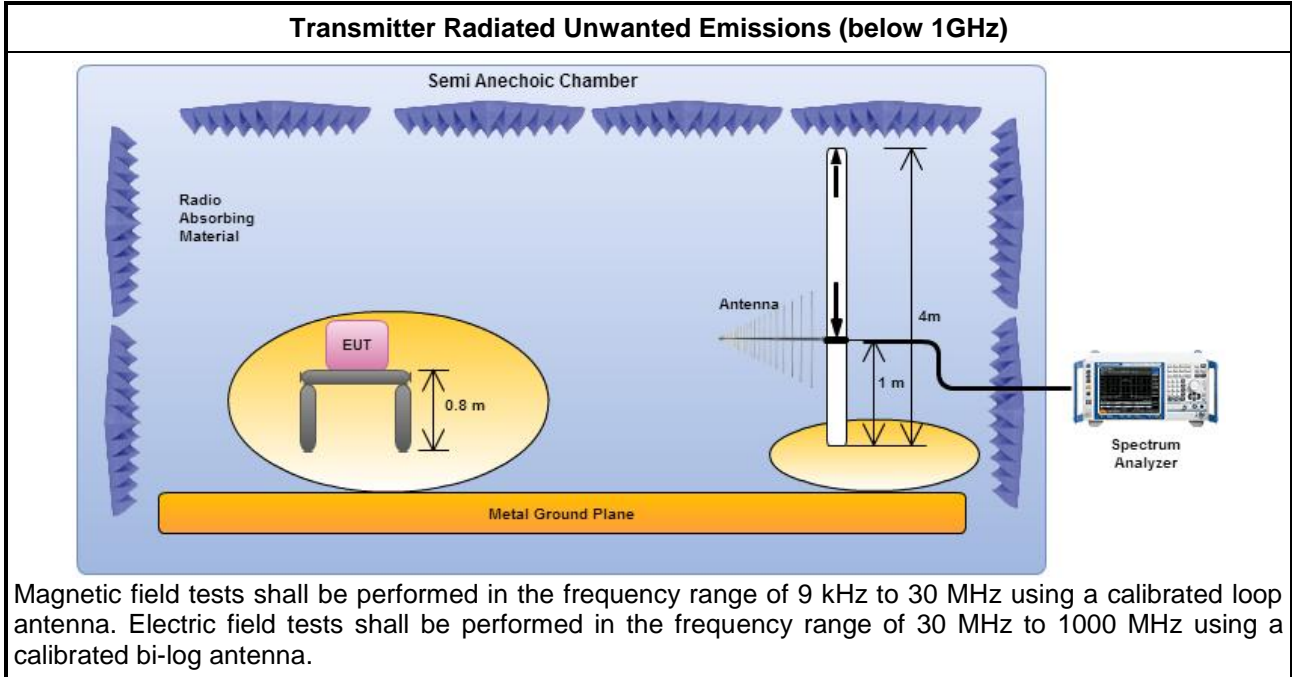 Transmitter Radiated Unwanted Emissions (below 1GHz)
Semi Anechoic Chamber
Radio
Absorbing
Material
Antenna
4m
EUT
1 m
0.8 m
Spectrum
Analyzer
Metal Ground Plane
Magnetic field tests shall be performed in the frequency range of 9 kHz to 30 MHz using a calibrated loop
antenna. Electric field tests shall be performed in the frequency range of 30 MHz to 1000 MHz using a
calibrated bi-log antenna.